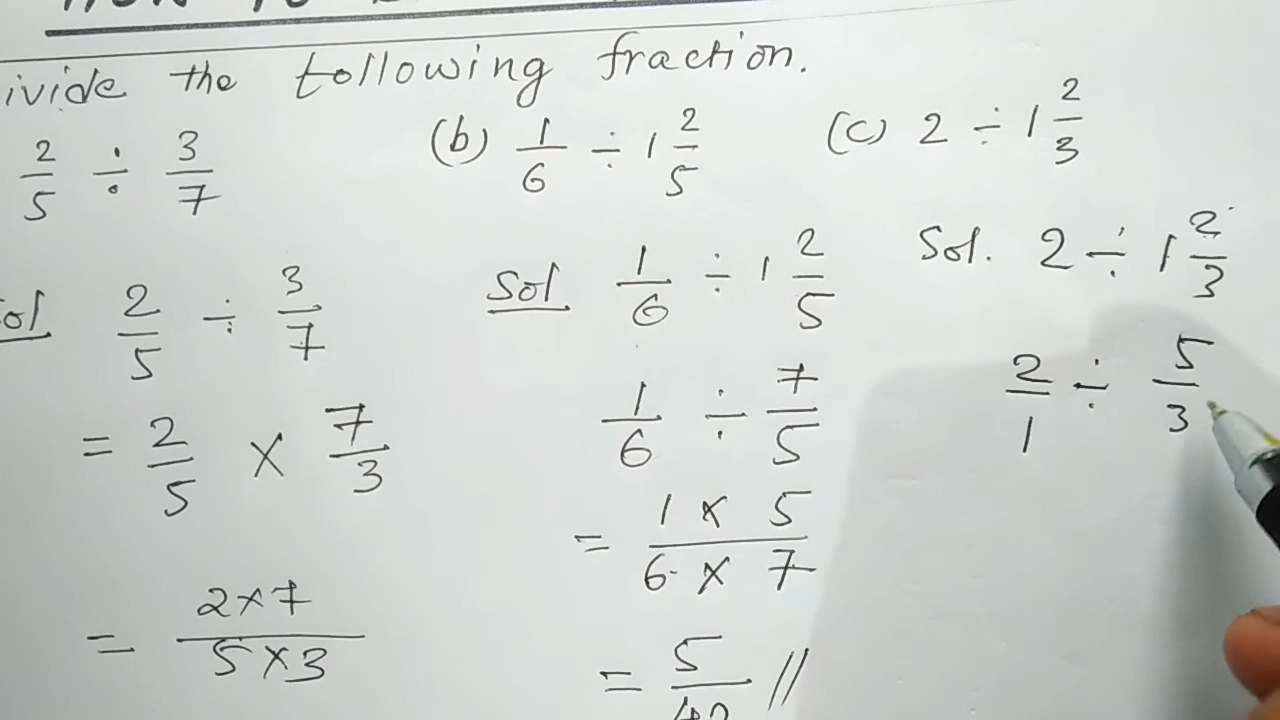 ivide the following fraction.
2/5 ÷ 3/7
(b) 1/6 ÷ 1 2/5
(c) 2 ÷ 1 2/3
ol 2/5 ÷ 3/7
= 2/5 × 7/3
= 2×7/5×3
Sol 1/6 ÷ 1 2/5
1/6 ÷ 7/5
= 1 × 5/6 × 7
= 5/42 //
Sol. 2 ÷ 1 2/3
2/1 ÷ 5/3